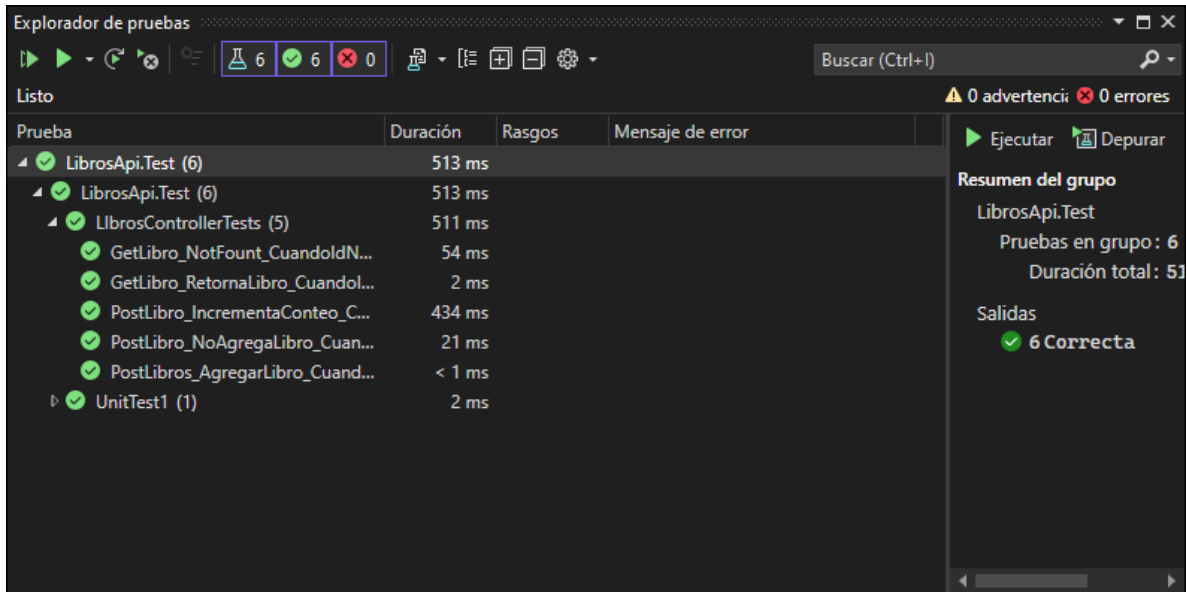 Explorador de pruebas
6 6 0 Buscar (Ctrl+I)
Listo 0 advertencia 0 errores
Prueba Duración Rasgos Mensaje de error Ejecutar Depurar
LibrosApi.Test (6) 513 ms
LibrosApi.Test (6) 513 ms
LIbrosControllerTests (5) 511 ms
GetLibro_NotFount_CuandoIdN... 54 ms
GetLibro_RetornaLibro_CuandoI... 2 ms
PostLibro_IncrementaConteo_C... 434 ms
PostLibro_NoAgregaLibro_Cuan... 21 ms
PostLibros_AgregarLibro_Cuand... < 1 ms
UnitTest1 (1) 2 ms
Resumen del grupo
LibrosApi.Test
Pruebas en grupo: 6
Duración total: 51
Salidas
6 Correcta